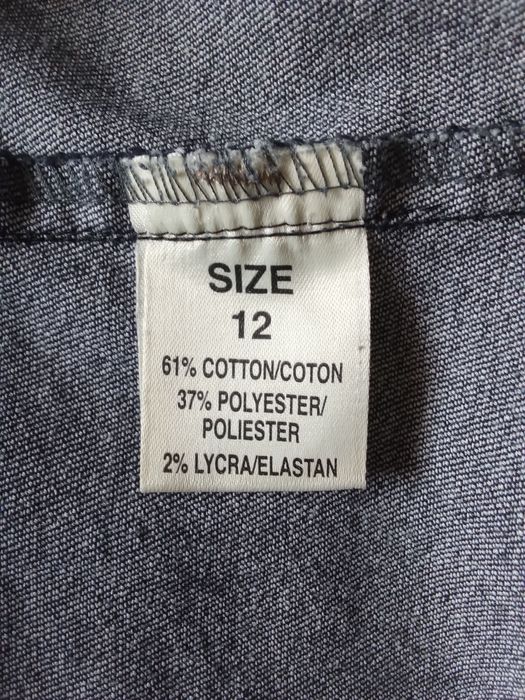 SIZE
12
61% COTTON/COTON
37% POLYESTER/
POLIESTER
2% LYCRA/ELASTAN